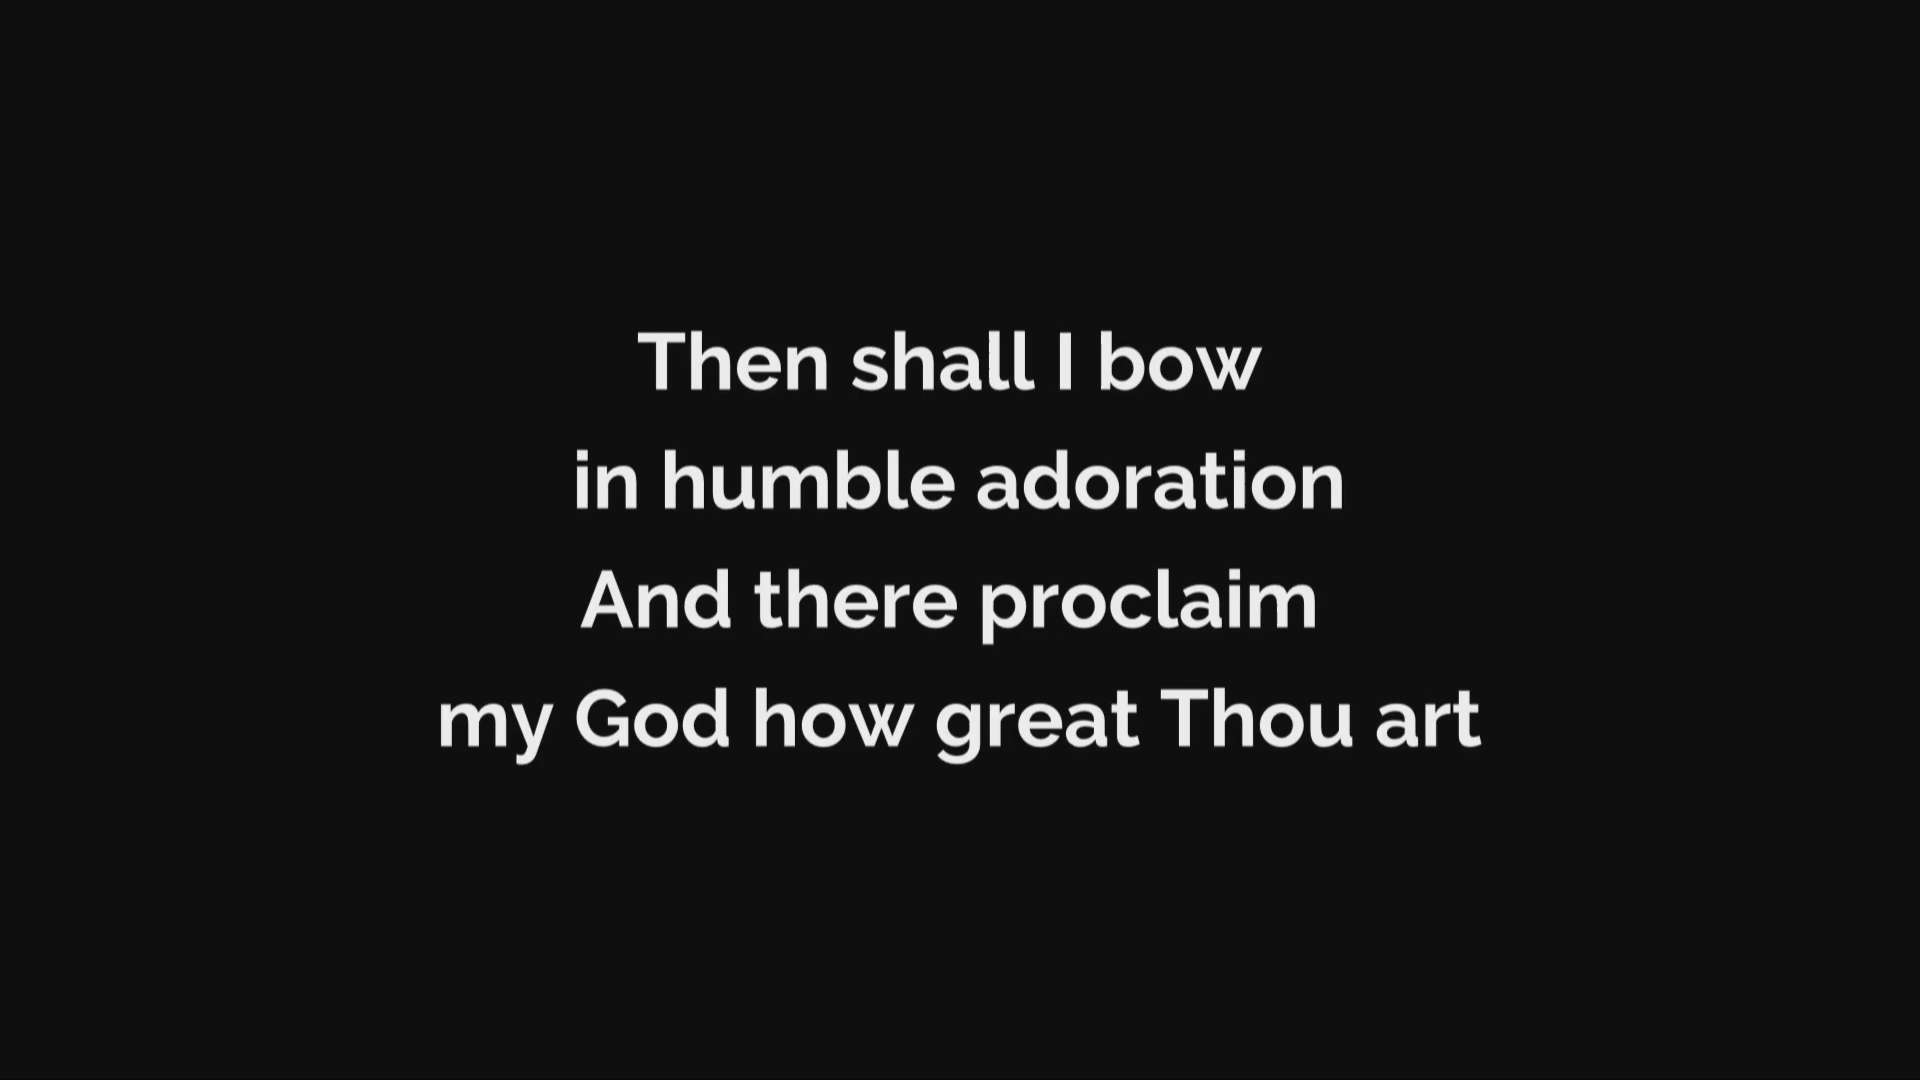 Then shall I bow
in humble adoration
And there proclaim
my God how great Thou art